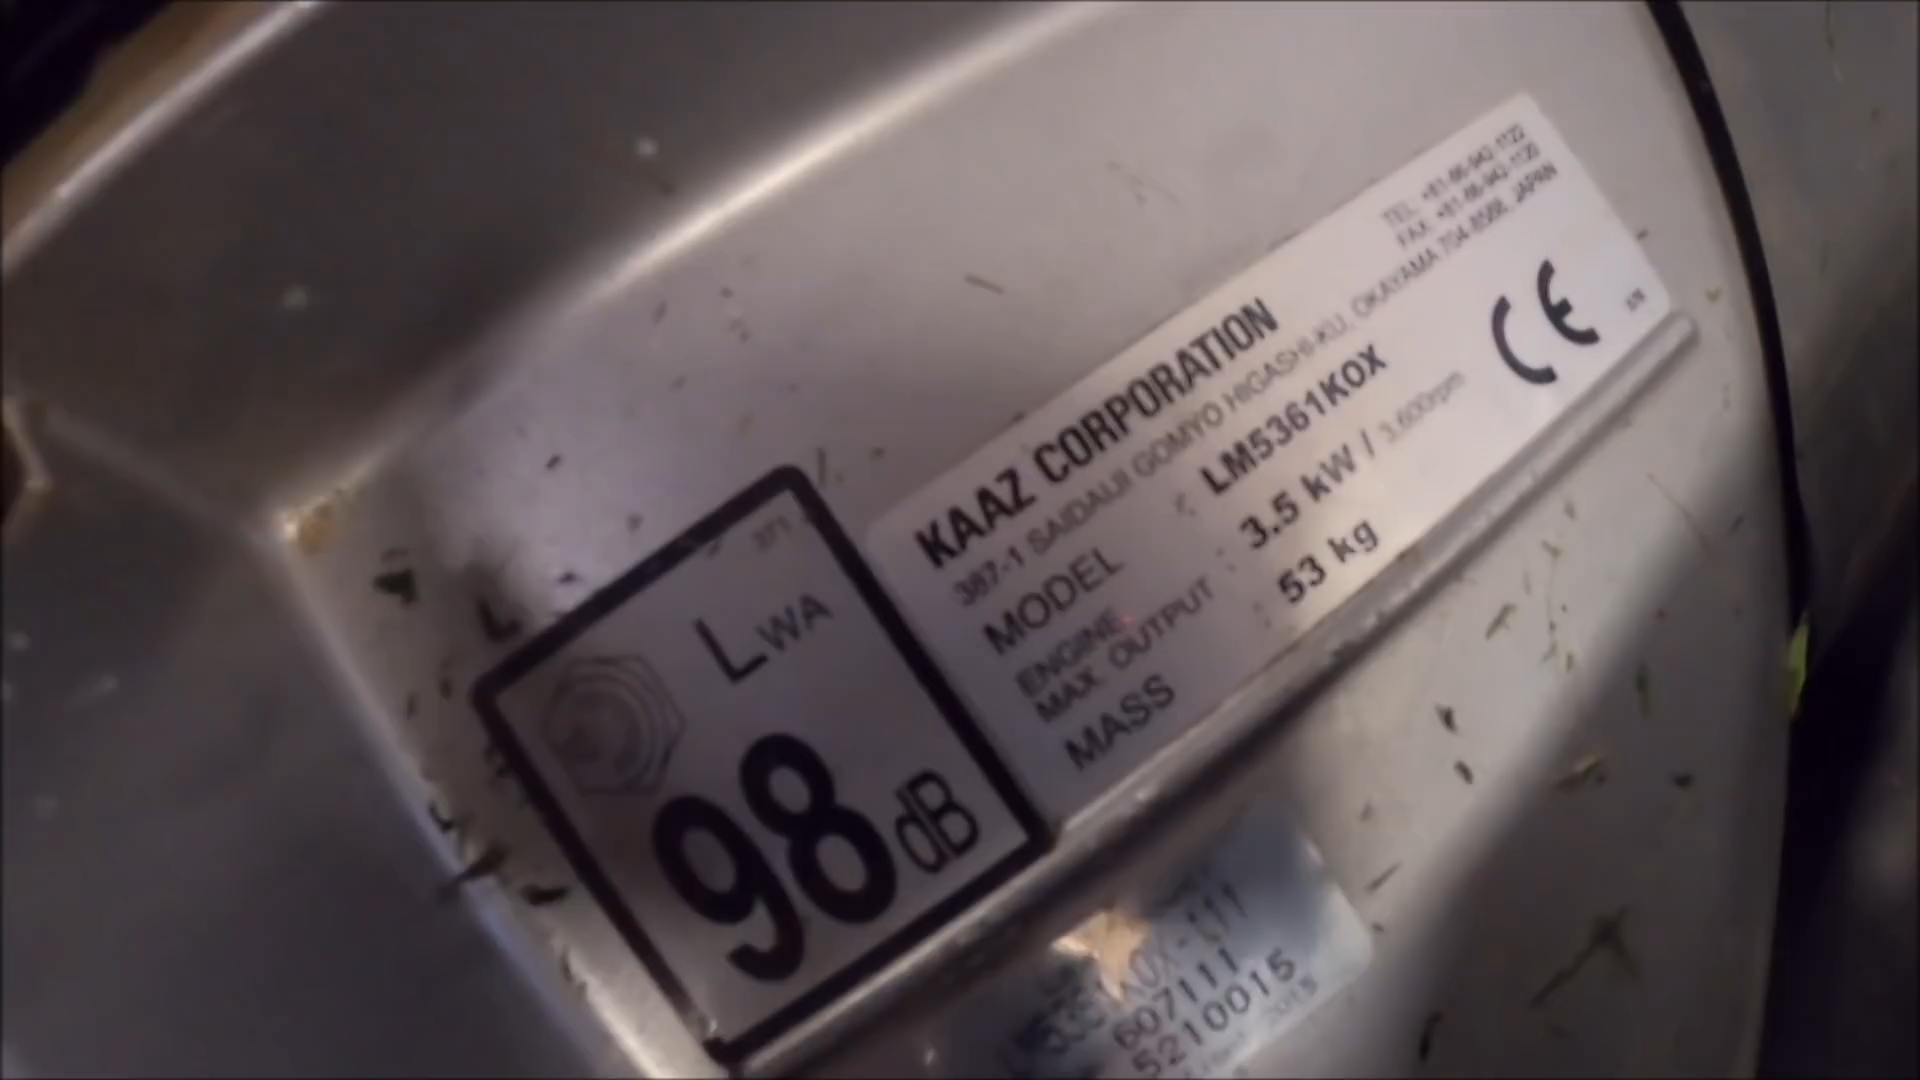 KAAZ CORPORATION
387-1 SAIDAIJI GOMYO HIGASHI-KU, OKAYAMA 704-8588, JAPAN
TEL +81-86-942-1122
FAX +81-86-942-1120
MODEL : LM5361KOX
ENGINE
MAX. OUTPUT : 3.5 kW / 3.600rpm
MASS : 53 kg
CE
371
LWA
98 dB
607111
5210015